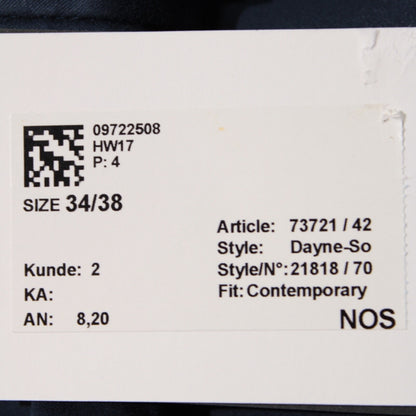 09722508
HW17
P: 4
SIZE 34/38
Article: 73721 / 42
Style: Dayne-So
Kunde: 2
Style/N°: 21818 / 70
KA:
Fit: Contemporary
AN: 8,20
NOS